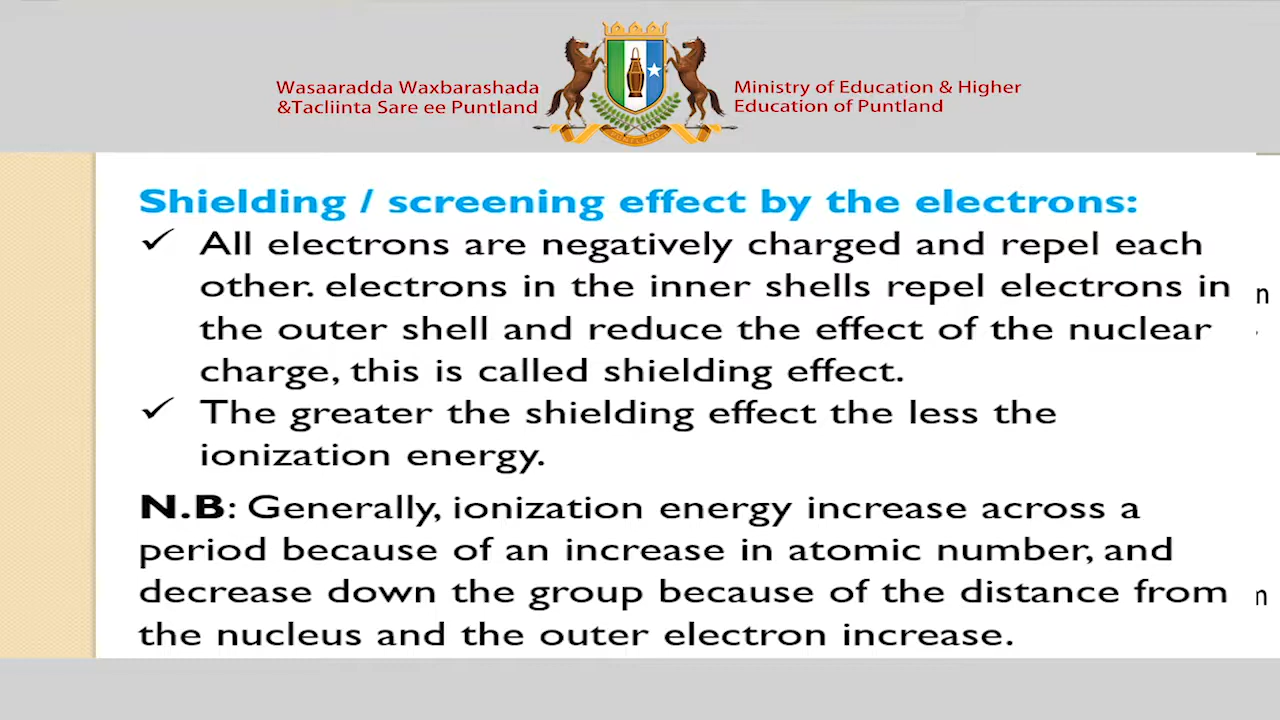 Wasaaradda Waxbarashada
&Tacliinta Sare ee Puntland
Ministry of Education & Higher
Education of Puntland
Shielding / screening effect by the electrons:
✓ All electrons are negatively charged and repel each
other. electrons in the inner shells repel electrons in
the outer shell and reduce the effect of the nuclear
charge, this is called shielding effect.
✓ The greater the shielding effect the less the
ionization energy.
N.B: Generally, ionization energy increase across a
period because of an increase in atomic number, and
decrease down the group because of the distance from
the nucleus and the outer electron increase.
n
n